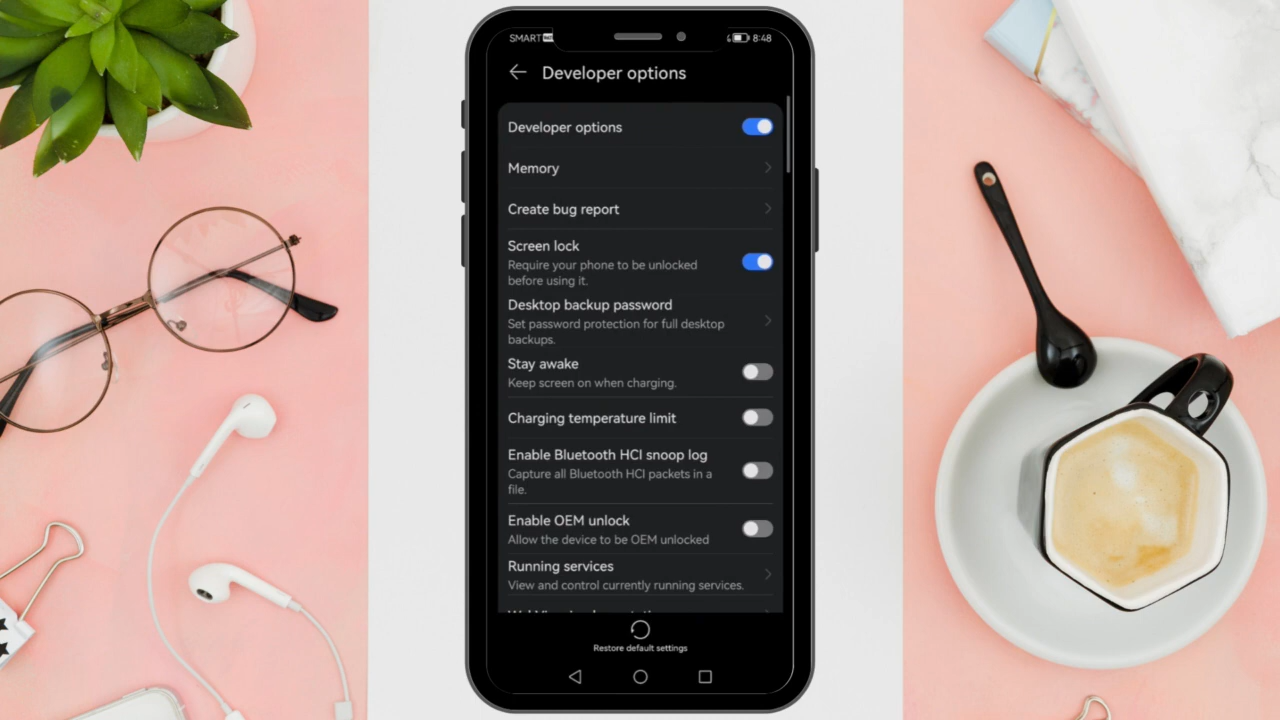 SMART
8:48
Developer options
Developer options
Memory
Create bug report
Screen lock
Require your phone to be unlocked
before using it.
Desktop backup password
Set password protection for full desktop
backups.
Stay awake
Keep screen on when charging.
Charging temperature limit
Enable Bluetooth HCI snoop log
Capture all Bluetooth HCI packets in a
file.
Enable OEM unlock
Allow the device to be OEM unlocked
Running services
View and control currently running services.
Restore default settings